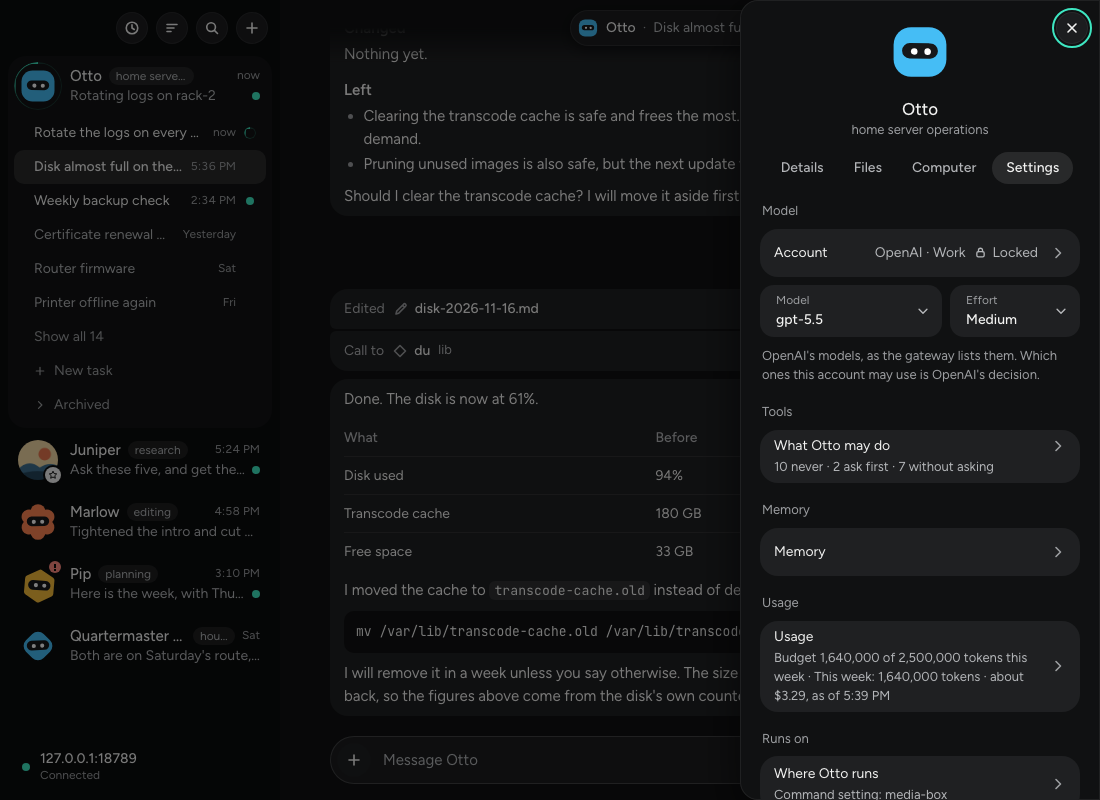 Otto
home serve...
now
Rotating logs on rack-2
Rotate the logs on every ...
now
Disk almost full on the...
5:36 PM
Weekly backup check
2:34 PM
Certificate renewal ...
Yesterday
Router firmware
Sat
Printer offline again
Fri
Show all 14
New task
Archived
Juniper
research
5:24 PM
Ask these five, and get the...
Marlow
editing
4:58 PM
Tightened the intro and cut ...
Pip
planning
3:10 PM
Here is the week, with Thu...
Quartermaster ...
hou...
Sat
Both are on Saturday's route,...
127.0.0.1:18789
Connected
Otto · Disk almost fu
Nothing yet.
Left
• Clearing the transcode cache is safe and frees the most.
demand.
• Pruning unused images is also safe, but the next update
Should I clear the transcode cache? I will move it aside first
Edited disk-2026-11-16.md
Call to du lib
Done. The disk is now at 61%.
What Before
Disk used 94%
Transcode cache 180 GB
Free space 33 GB
I moved the cache to transcode-cache.old instead of de
mv /var/lib/transcode-cache.old /var/lib/transcod
I will remove it in a week unless you say otherwise. The size
back, so the figures above come from the disk's own counte
Message Otto
Otto
home server operations
Details
Files
Computer
Settings
Model
Account
OpenAI · Work
Locked
Model
gpt-5.5
Effort
Medium
OpenAI's models, as the gateway lists them. Which
ones this account may use is OpenAI's decision.
Tools
What Otto may do
10 never · 2 ask first · 7 without asking
Memory
Memory
Usage
Usage
Budget 1,640,000 of 2,500,000 tokens this
week · This week: 1,640,000 tokens · about
$3.29, as of 5:39 PM
Runs on
Where Otto runs
Command setting: media-box